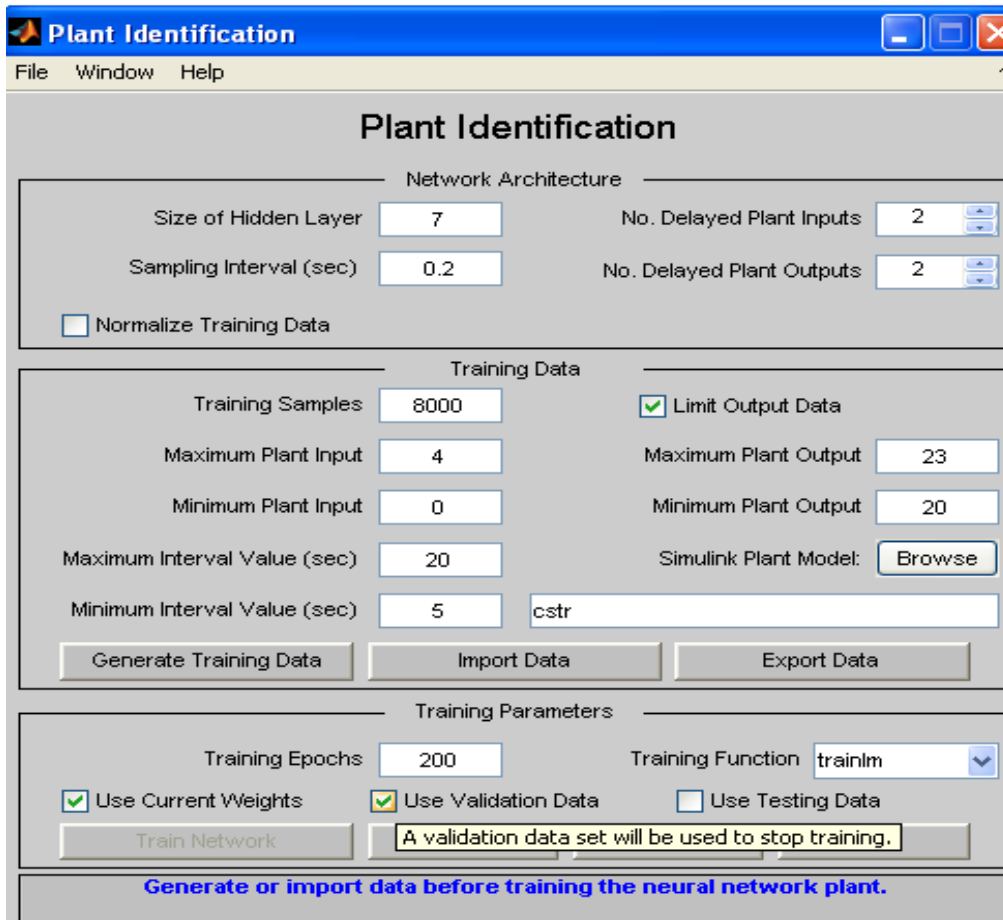 Plant Identification
File Window Help
Plant Identification
Network Architecture
Size of Hidden Layer 7 No. Delayed Plant Inputs 2
Sampling Interval (sec) 0.2 No. Delayed Plant Outputs 2
Normalize Training Data
Training Data
Training Samples 8000 Limit Output Data
Maximum Plant Input 4 Maximum Plant Output 23
Minimum Plant Input 0 Minimum Plant Output 20
Maximum Interval Value (sec) 20 Simulink Plant Model: Browse
Minimum Interval Value (sec) 5 cstr
Generate Training Data Import Data Export Data
Training Parameters
Training Epochs 200 Training Function trainlm
Use Current Weights Use Validation Data Use Testing Data
Train Network A validation data set will be used to stop training.
Generate or import data before training the neural network plant.